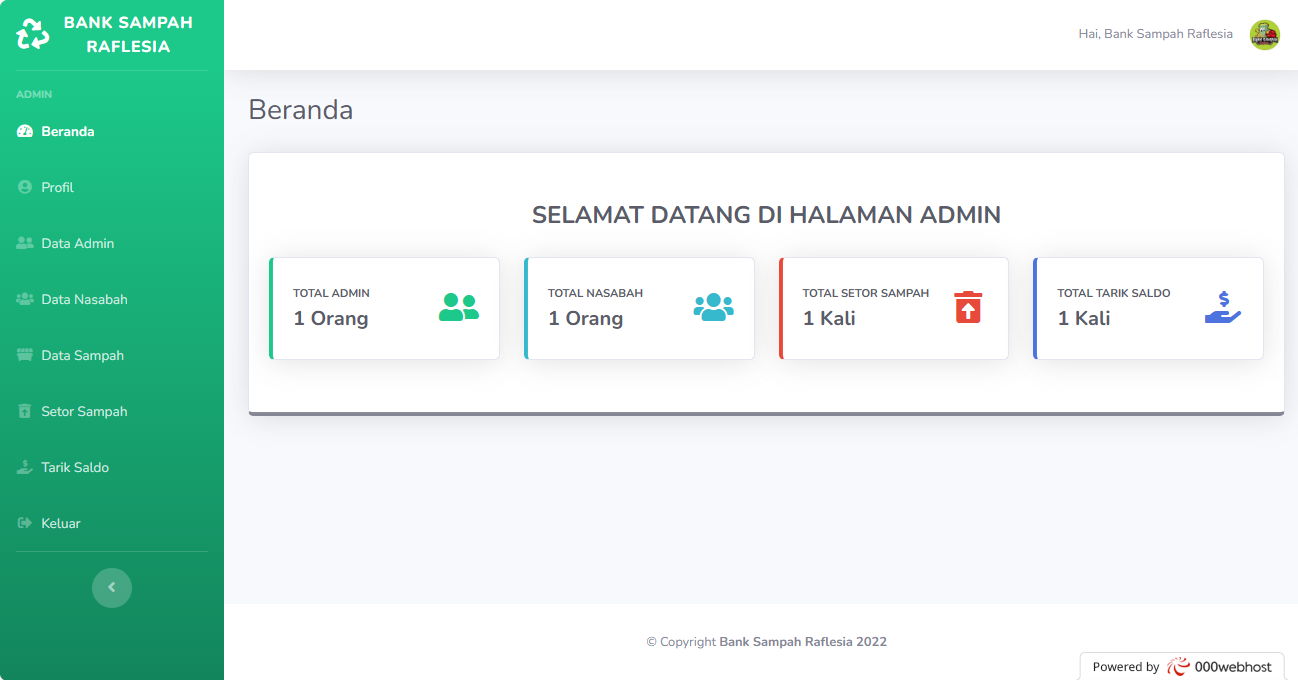 BANK SAMPAH
RAFLESIA
Hai, Bank Sampah Raflesia
ADMIN
Beranda
Profil
Data Admin
Data Nasabah
Data Sampah
Setor Sampah
Tarik Saldo
Keluar
Beranda
SELAMAT DATANG DI HALAMAN ADMIN
TOTAL ADMIN
1 Orang
TOTAL NASABAH
1 Orang
TOTAL SETOR SAMPAH
1 Kali
TOTAL TARIK SALDO
1 Kali
© Copyright Bank Sampah Raflesia 2022
Powered by 000webhost